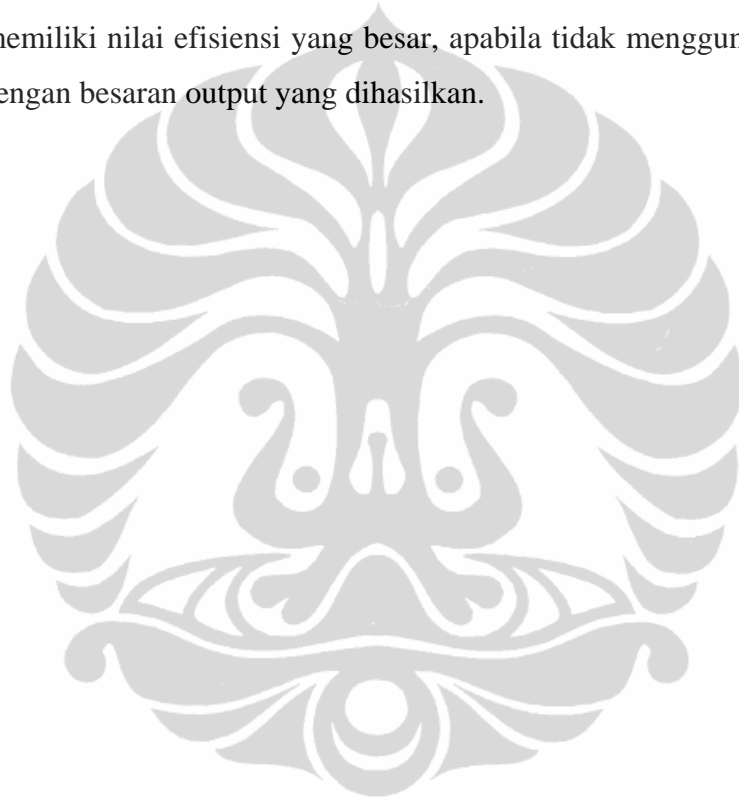 memiliki nilai efisiensi yang besar, apabila tidak menggun
engan besaran output yang dihasilkan.